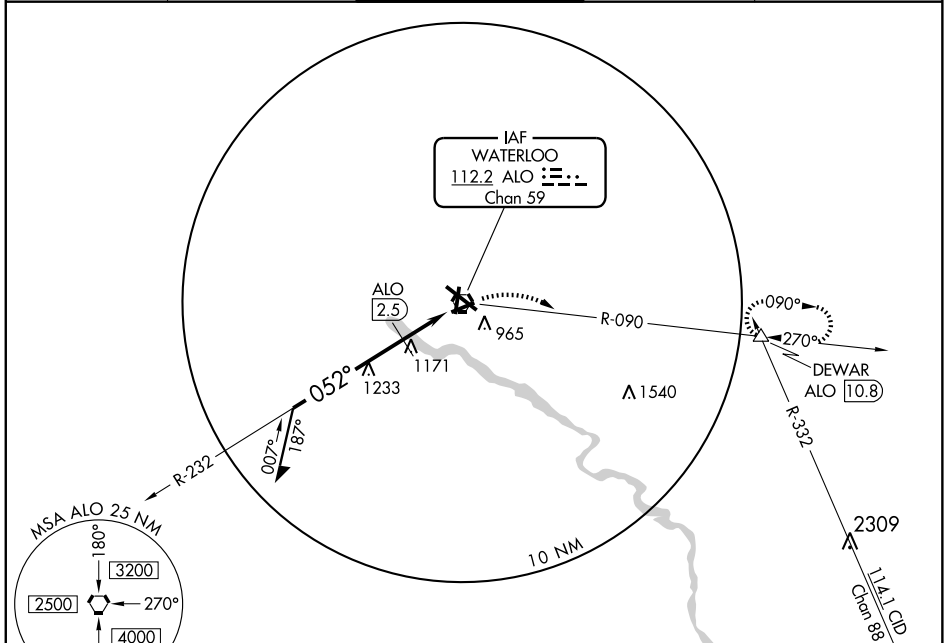 IAF
WATERLOO
112.2 ALO
Chan 59
ALO
2.5
965
1171
1233
052°
R-090
090°
270°
DEWAR
ALO 10.8
1540
R-332
007°
187°
R-232
MSA ALO 25 NM
180°
3200
2500
270°
4000
10 NM
2309
114.1 CID
Chan 88